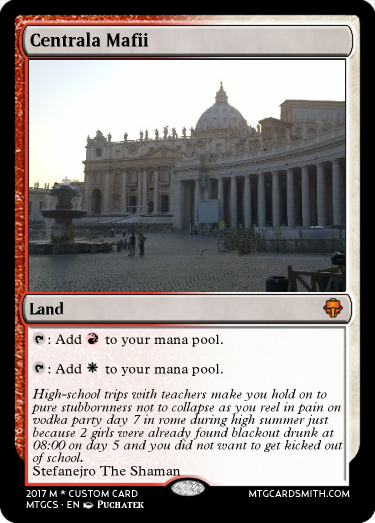 Centrala Mafii
Land
: Add to your mana pool.
: Add to your mana pool.
High-school trips with teachers make you hold on to
pure stubbornness not to collapse as you reel in pain on
vodka party day 7 in rome during high summer just
because 2 girls were already found blackout drunk at
08:00 on day 5 and you did not want to get kicked out
of school.
Stefanejro The Shaman
2017 M * CUSTOM CARD
MTGCS • EN PUCHATEK
MTGCARDSMITH.COM